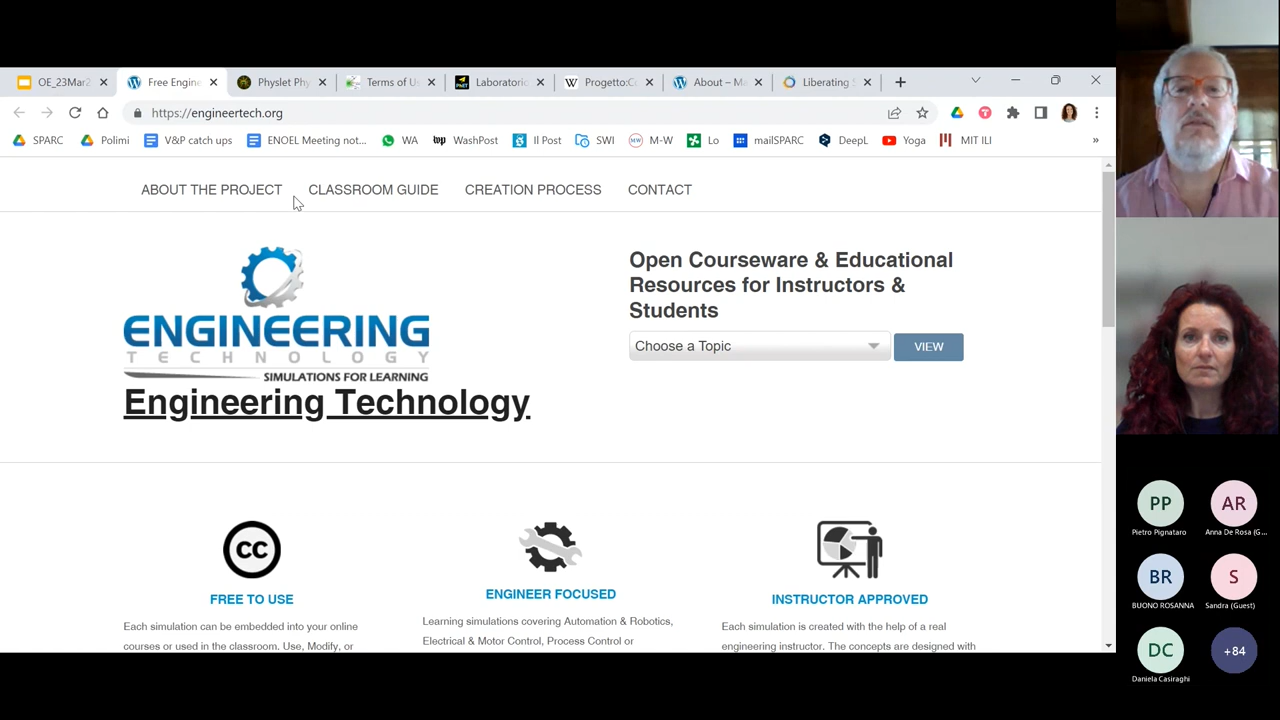 OE_23Mar2
Free Engine
Physlet Phy
Terms of Us
Laboratorio
Progetto:Co
About – Me
Liberating S
https://engineertech.org
SPARC
Polimi
V&P catch ups
ENOEL Meeting not...
WA
WashPost
Il Post
SWI
M-W
Lo
mailSPARC
DeepL
Yoga
MIT ILI
»
ABOUT THE PROJECT
CLASSROOM GUIDE
CREATION PROCESS
CONTACT
ENGINEERING
TECHNOLOGY
SIMULATIONS FOR LEARNING
Engineering Technology
Open Courseware & Educational
Resources for Instructors &
Students
Choose a Topic
VIEW
CC
FREE TO USE
Each simulation can be embedded into your online
courses or used in the classroom. Use, Modify, or
ENGINEER FOCUSED
Learning simulations covering Automation & Robotics,
Electrical & Motor Control, Process Control or
INSTRUCTOR APPROVED
Each simulation is created with the help of a real
engineering instructor. The concepts are designed with
PP
Pietro Pignataro
AR
Anna De Rosa (G...
BR
BUONO ROSANNA
S
Sandra (Guest)
DC
Daniela Casiraghi
+84